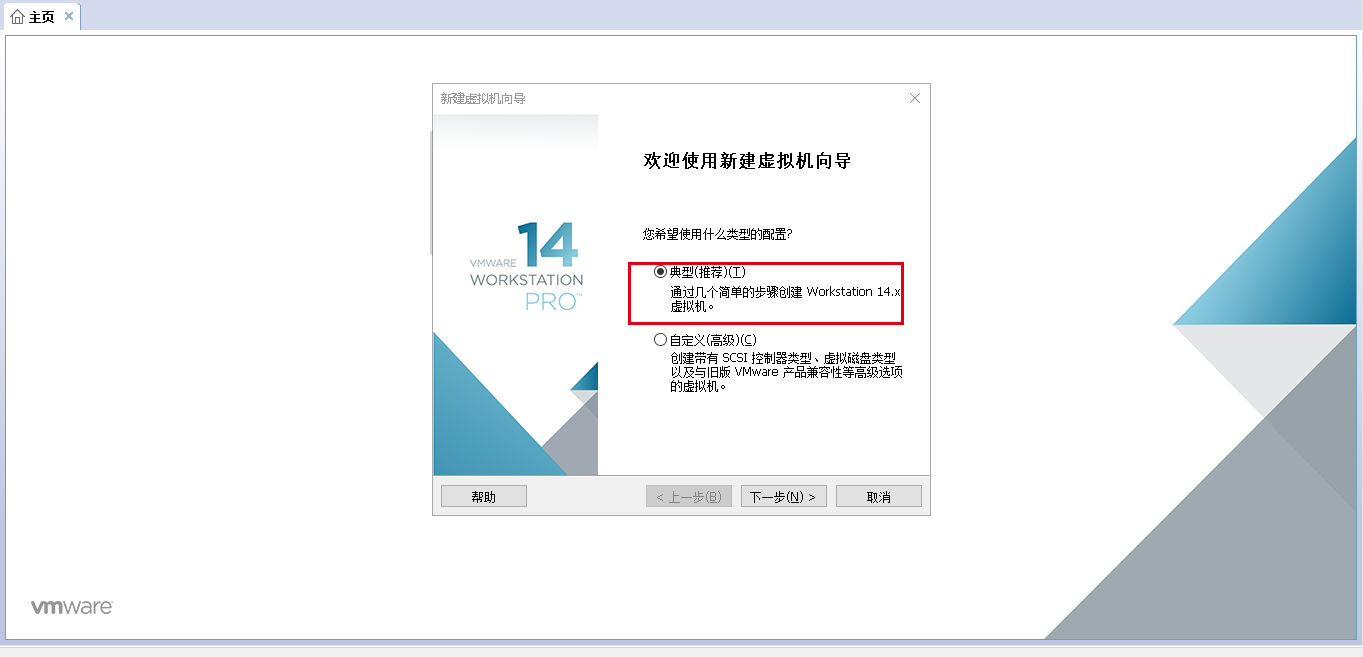 主页
新建虚拟机向导
欢迎使用新建虚拟机向导
您希望使用什么类型的配置?
14
VMWARE
WORKSTATION
PRO™
典型(推荐)(T)
通过几个简单的步骤创建 Workstation 14.x
虚拟机。
自定义(高级)(C)
创建带有 SCSI 控制器类型、虚拟磁盘类型
以及与旧版 VMware 产品兼容性等高级选项
的虚拟机。
帮助
< 上一步(B)
下一步(N) >
取消
vmware